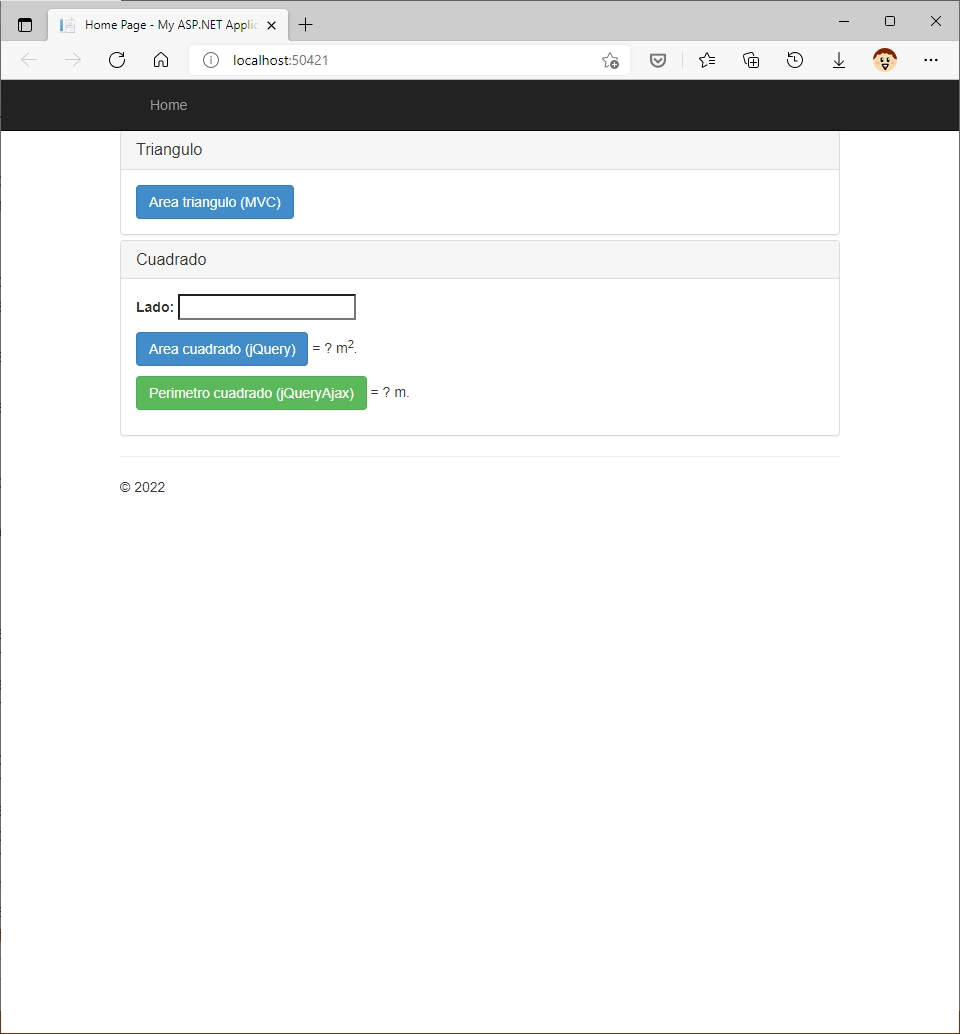 Home Page - My ASP.NET Applic
localhost:50421
Home
Triangulo
Area triangulo (MVC)
Cuadrado
Lado:
Area cuadrado (jQuery) = ? m².
Perimetro cuadrado (jQueryAjax) = ? m.
© 2022